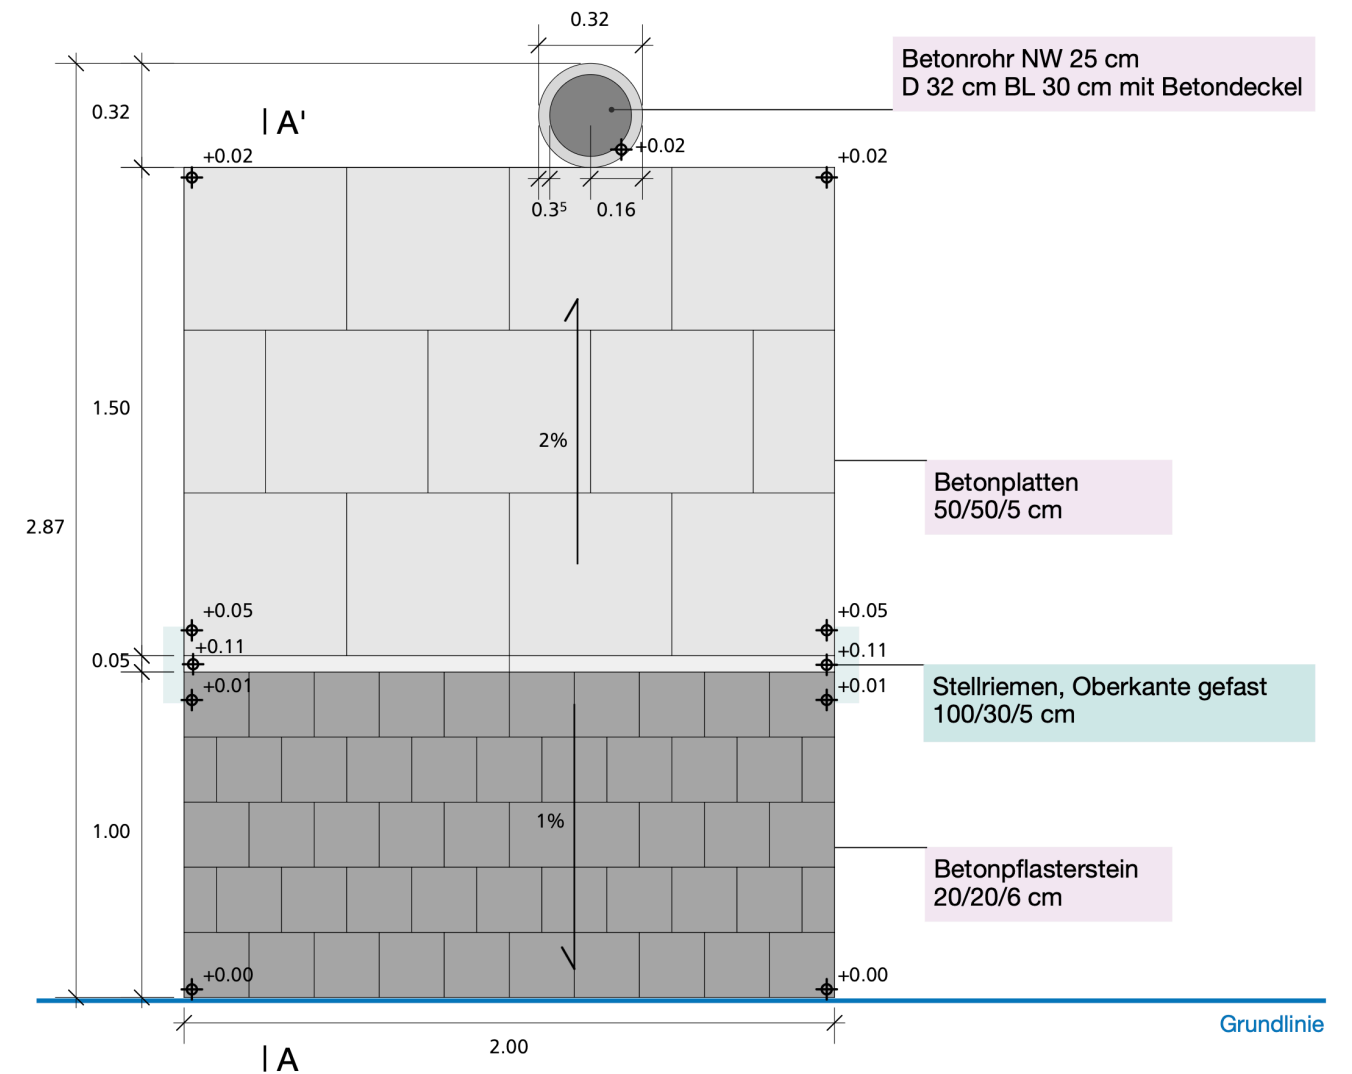 0.32
Betonrohr NW 25 cm
D 32 cm BL 30 cm mit Betondeckel
0.32
A'
+0.02
+0.02
+0.02
0.3⁵
0.16
1.50
2%
2.87
Betonplatten
50/50/5 cm
+0.05
+0.05
+0.11
+0.11
0.05
+0.01
+0.01
Stellriemen, Oberkante gefast
100/30/5 cm
1.00
1%
Betonpflasterstein
20/20/6 cm
+0.00
+0.00
Grundlinie
2.00
A